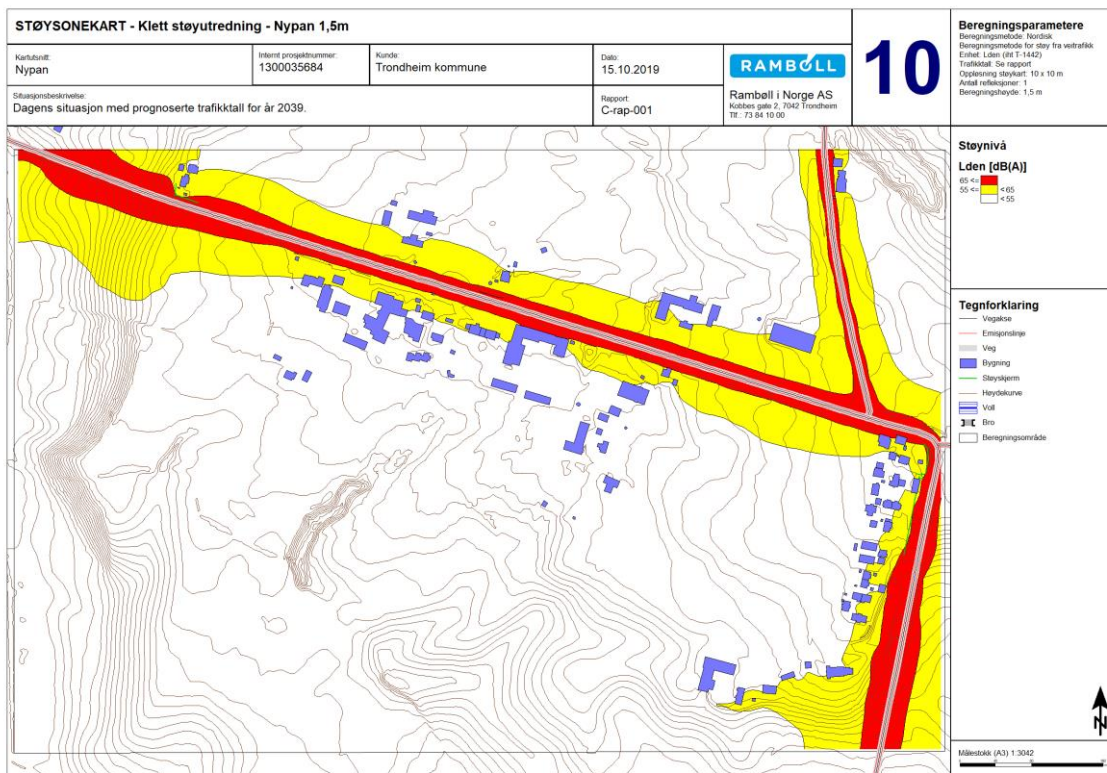 STØYSONEKART - Klett støyutredning - Nypan 1,5m
Kartutsnitt:
Nypan
Internt prosjektnummer:
1300035684
Kunde:
Trondheim kommune
Dato:
15.10.2019
Situasjonsbeskrivelse:
Dagens situasjon med prognoserte trafikktall for år 2039.
Rapport:
C-rap-001
RAMBOLL
Rambøll i Norge AS
Kobbes gate 2, 7042 Trondheim
Tlf.: 73 84 10 00
10
Beregningsparametere
Beregningsmetode: Nordisk
Beregningsmetode for støy fra veitrafikk
Enhet: Lden (iht T-1442)
Trafikktall: Se rapport
Oppløsning støykart: 10 x 10 m
Antall refleksjoner: 1
Beregningshøyde: 1,5 m
Støynivå
Lden [dB(A)]
65 <=
55 <= < 65
< 55
Tegnforklaring
Vegakse
Emisjonslinje
Veg
Bygning
Støyskjerm
Høydekurve
Voll
Bro
Beregningsområde
N
Målestokk (A3) 1:3042